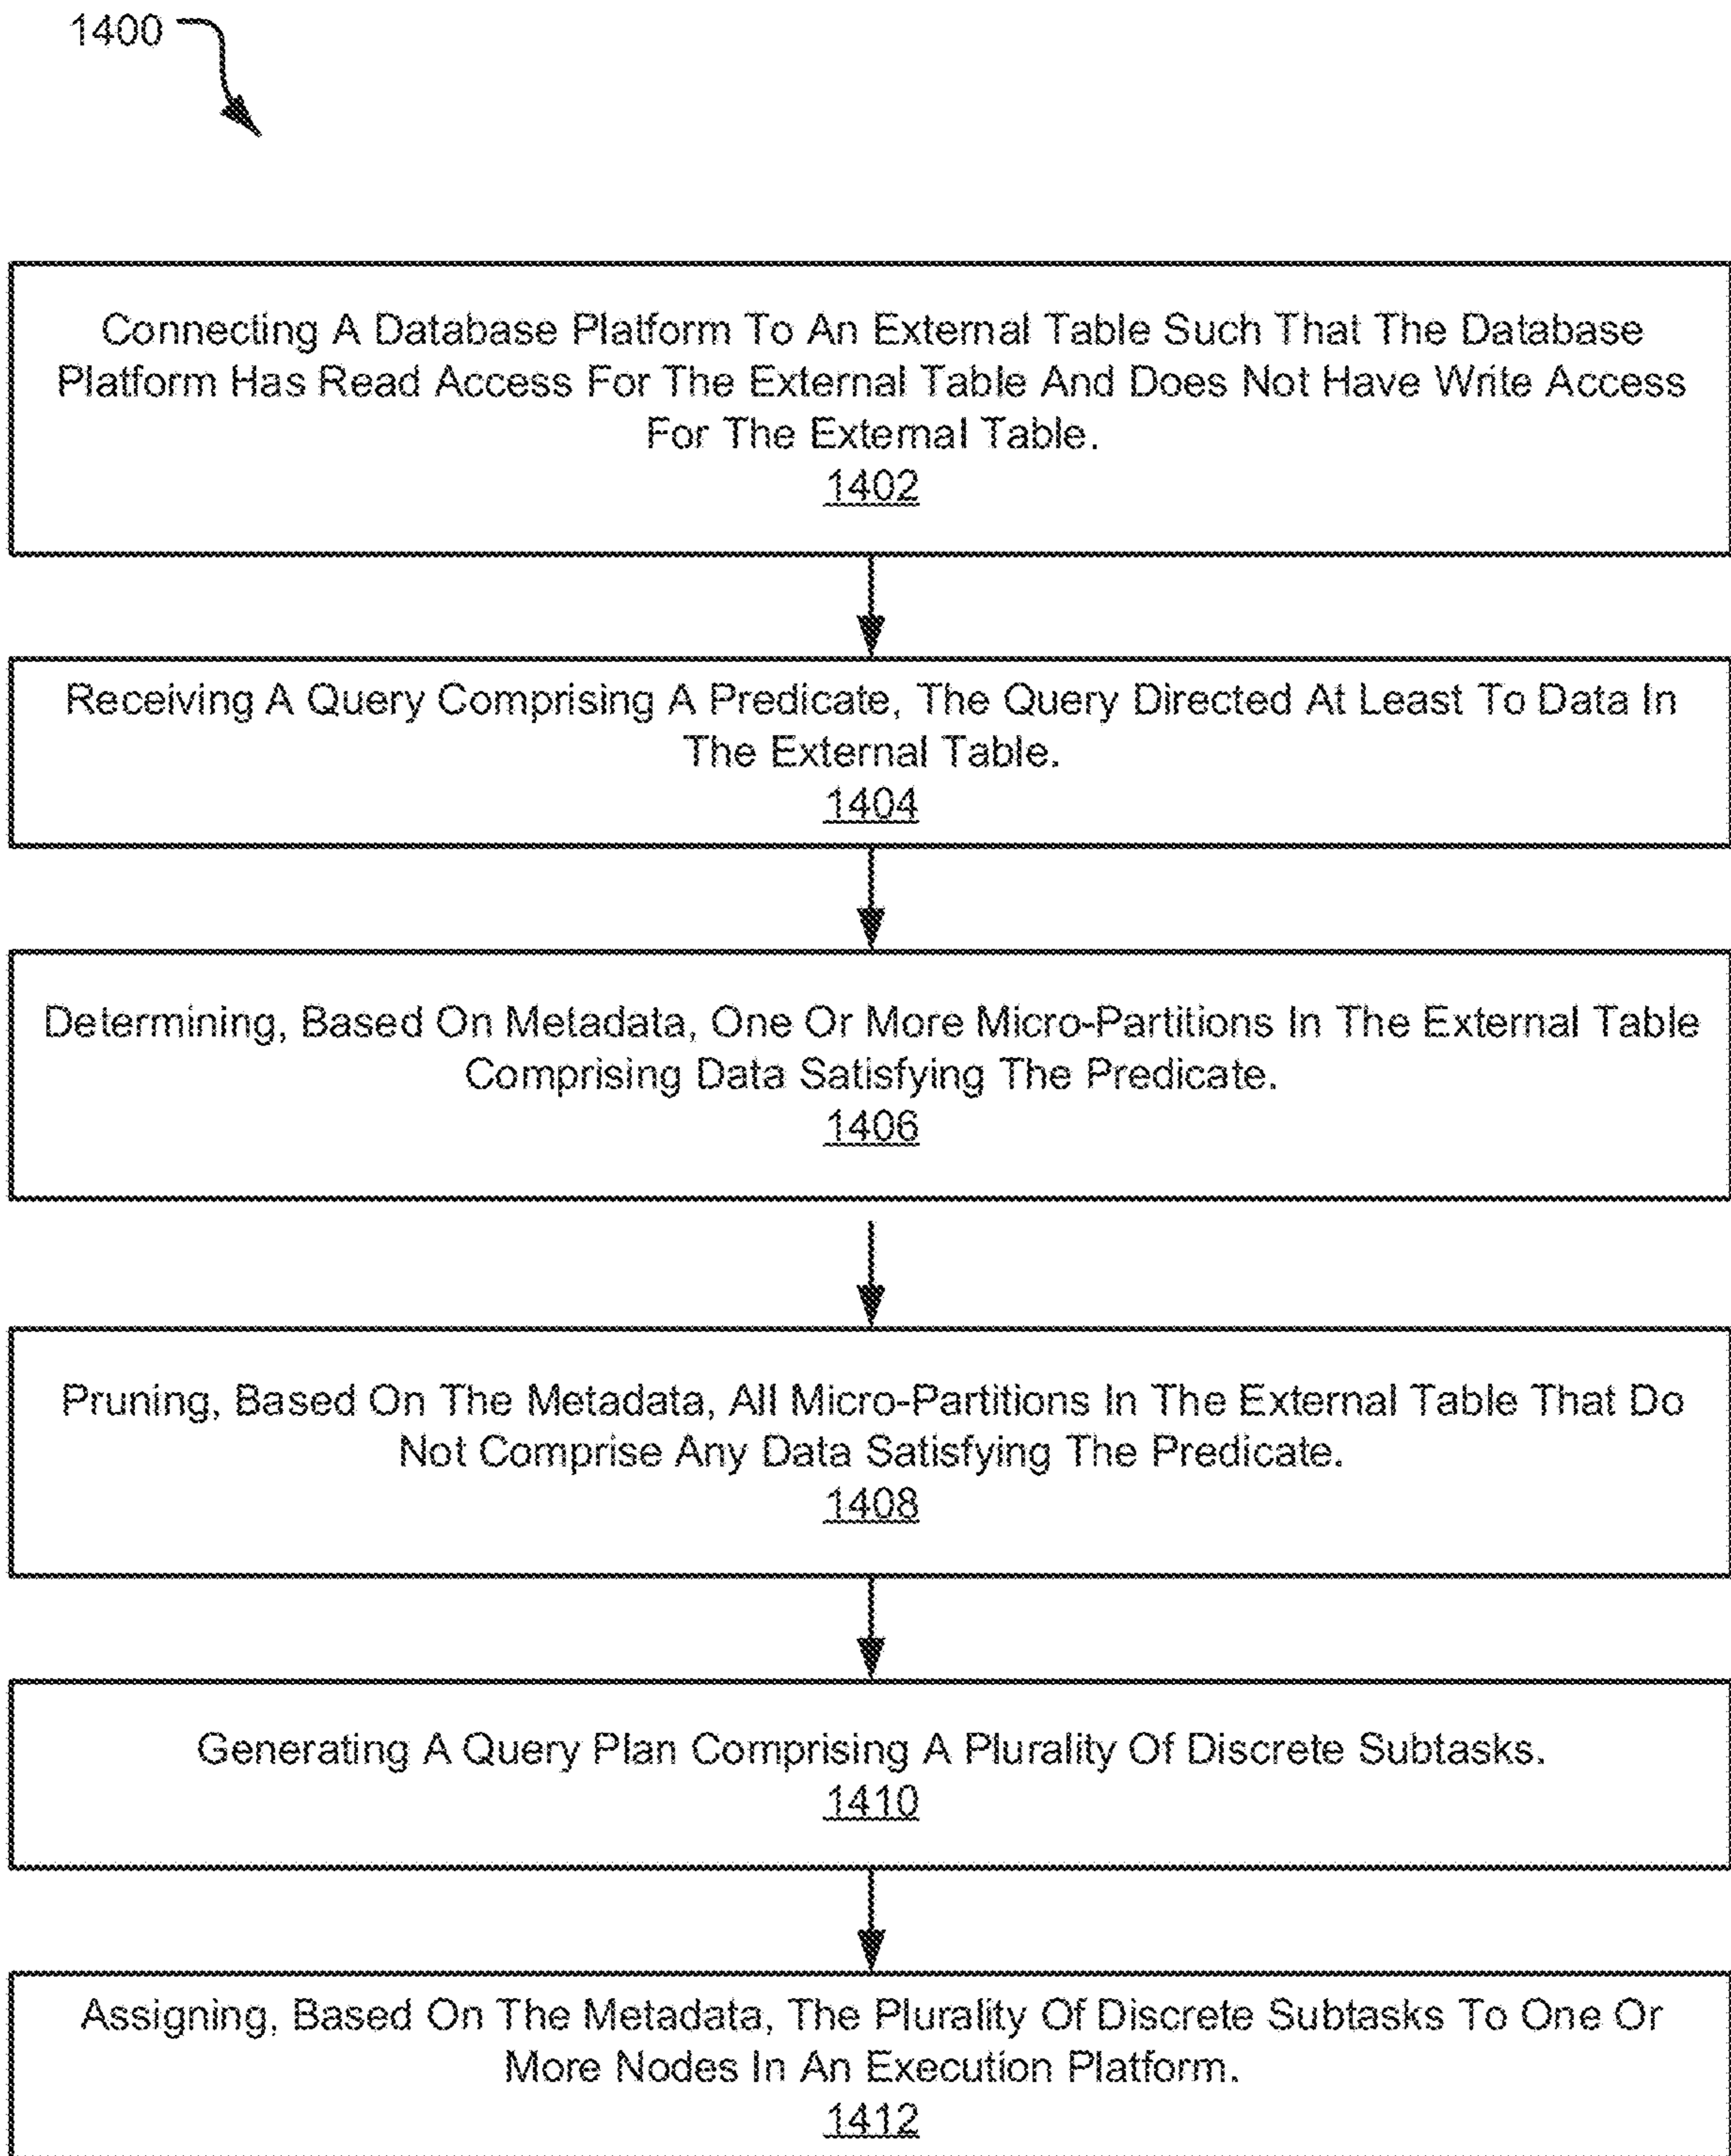 1400
Connecting A Database Platform To An External Table Such That The Database
Platform Has Read Access For The External Table And Does Not Have Write Access
For The External Table.
1402
Receiving A Query Comprising A Predicate, The Query Directed At Least To Data In
The External Table.
1404
Determining, Based On Metadata, One Or More Micro-Partitions In The External Table
Comprising Data Satisfying The Predicate.
1406
Pruning, Based On The Metadata, All Micro-Partitions In The External Table That Do
Not Comprise Any Data Satisfying The Predicate.
1408
Generating A Query Plan Comprising A Plurality Of Discrete Subtasks.
1410
Assigning, Based On The Metadata, The Plurality Of Discrete Subtasks To One Or
More Nodes In An Execution Platform.
1412